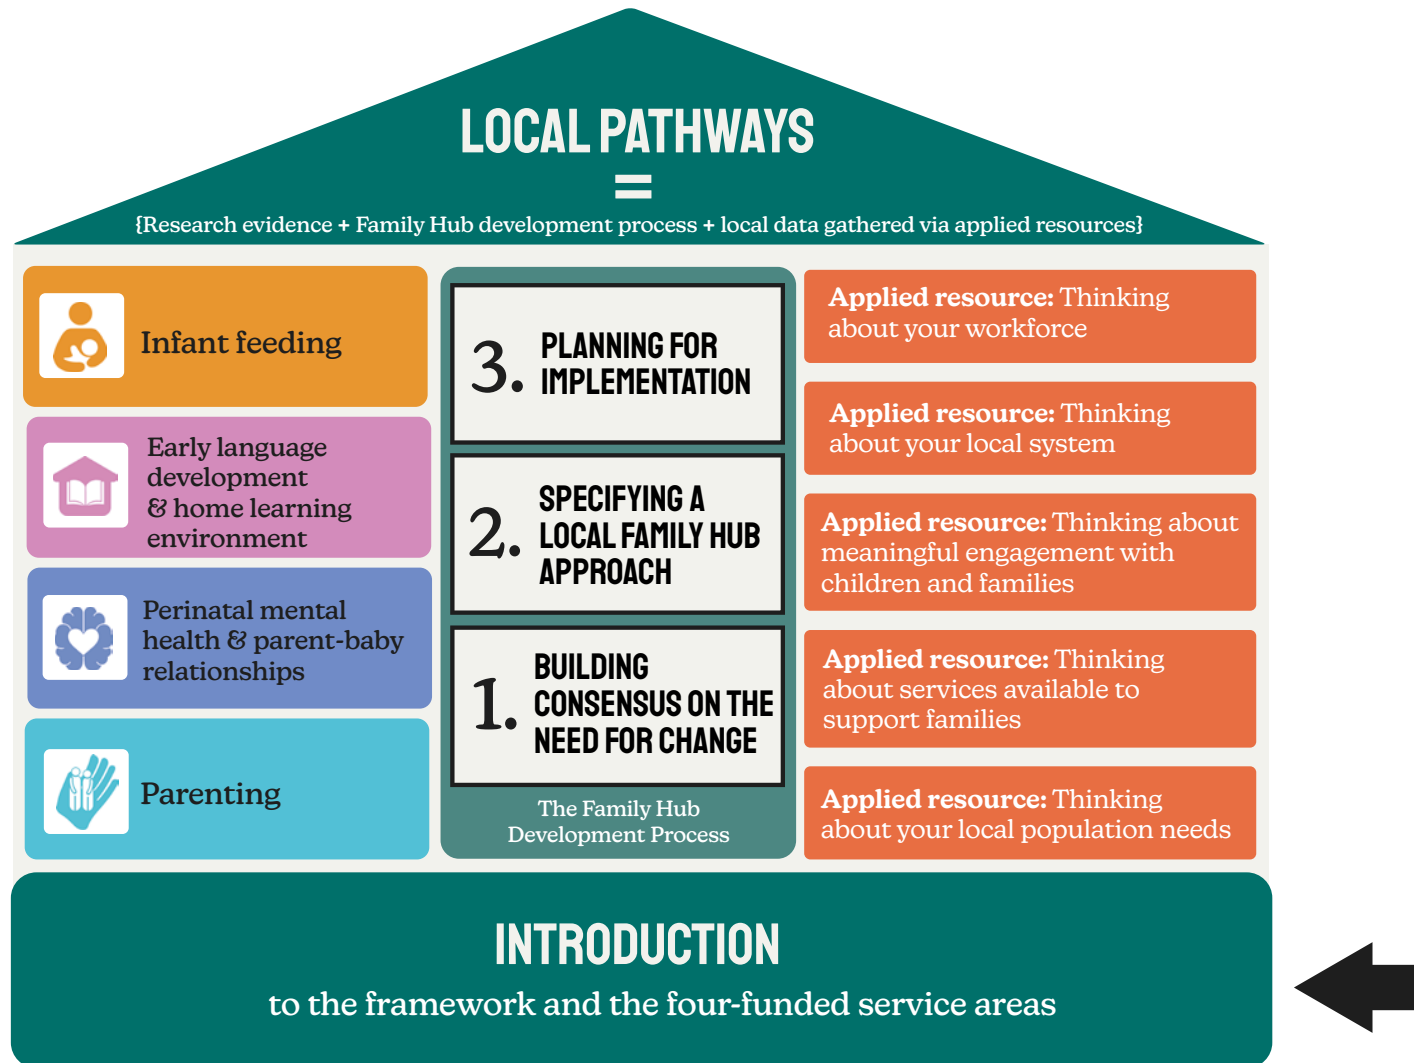 LOCAL PATHWAYS
=
{Research evidence + Family Hub development process + local data gathered via applied resources}
Infant feeding
Early language
development
& home learning
environment
Perinatal mental
health & parent-baby
relationships
Parenting
3. PLANNING FOR
IMPLEMENTATION
2. SPECIFYING A
LOCAL FAMILY HUB
APPROACH
1. BUILDING
CONSENSUS ON THE
NEED FOR CHANGE
The Family Hub
Development Process
Applied resource: Thinking
about your workforce
Applied resource: Thinking
about your local system
Applied resource: Thinking about
meaningful engagement with
children and families
Applied resource: Thinking
about services available to
support families
Applied resource: Thinking
about your local population needs
INTRODUCTION
to the framework and the four-funded service areas